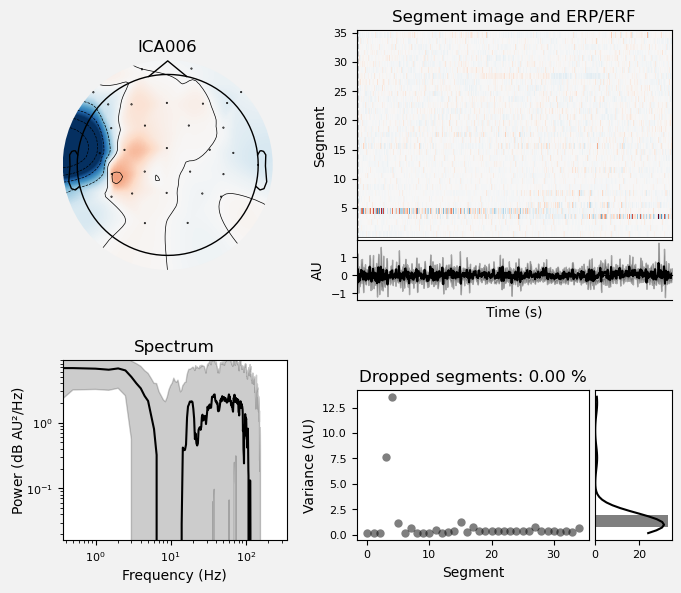 ICA006
Segment image and ERP/ERF
Segment
35
30
25
20
15
10
5
AU
1
0
−1
Time (s)
Spectrum
Power (dB AU²/Hz)
10⁰
10⁻¹
10⁰ 10¹ 10²
Frequency (Hz)
Dropped segments: 0.00 %
Variance (AU)
12.5
10.0
7.5
5.0
2.5
0.0
0 10 20 30
Segment
0 20